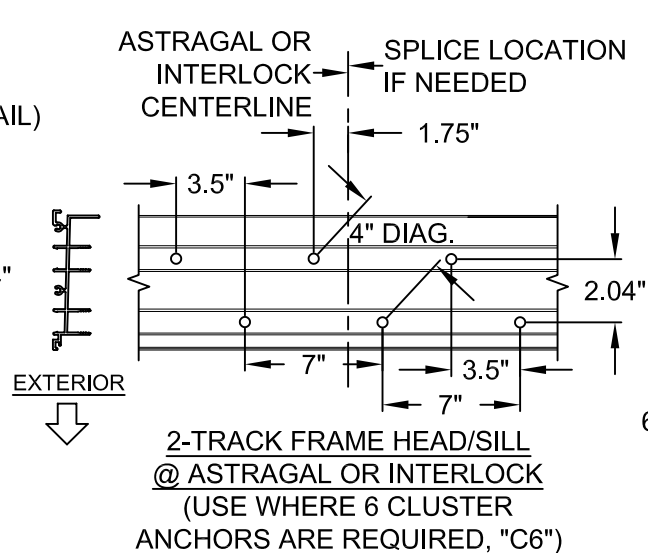 ASTRAGAL OR
INTERLOCK
CENTERLINE
SPLICE LOCATION
IF NEEDED
AIL)
1.75"
3.5"
4" DIAG.
"
2.04"
7"
3.5"
7"
EXTERIOR
6
2-TRACK FRAME HEAD/SILL
@ ASTRAGAL OR INTERLOCK
(USE WHERE 6 CLUSTER
ANCHORS ARE REQUIRED, "C6")